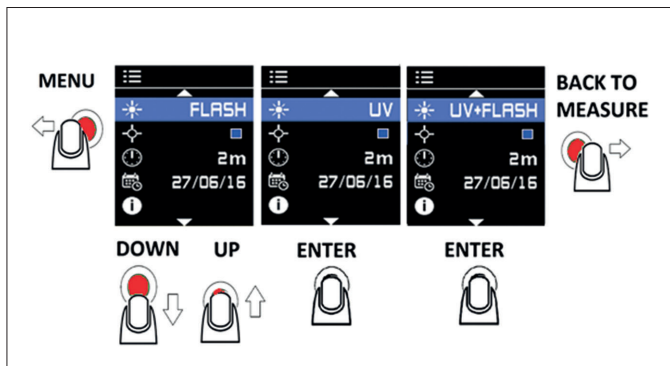 MENU
FLASH
2m
27/06/16
UV
2m
27/06/16
UV+FLASH
2m
27/06/16
BACK TO
MEASURE
DOWN
UP
ENTER
ENTER